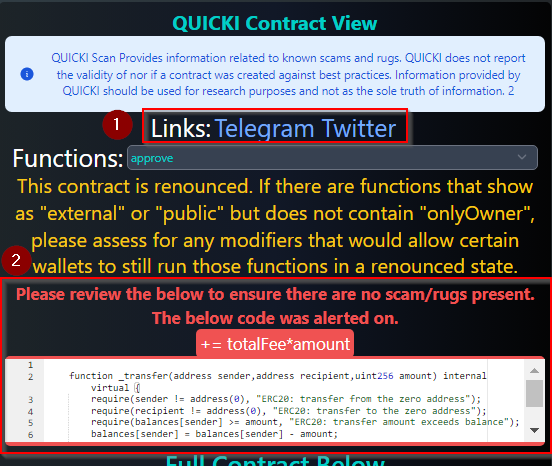 QUICKI Contract View
QUICKI Scan Provides information related to known scams and rugs. QUICKI does not report
the validity of nor if a contract was created against best practices. Information provided by
QUICKI should be used for research purposes and not as the sole truth of information. 2
1
Links: Telegram Twitter
Functions: approve
This contract is renounced. If there are functions that show
as "external" or "public" but does not contain "onlyOwner",
please assess for any modifiers that would allow certain
2
wallets to still run those functions in a renounced state.
Please review the below to ensure there are no scam/rugs present.
The below code was alerted on.
+= totalFee*amount
1
2 function _transfer(address sender,address recipient,uint256 amount) internal
virtual {
3 require(sender != address(0), "ERC20: transfer from the zero address");
4 require(recipient != address(0), "ERC20: transfer to the zero address");
5 require(balances[sender] >= amount, "ERC20: transfer amount exceeds balance");
6 balances[sender] = balances[sender] - amount;
Full Contract Below